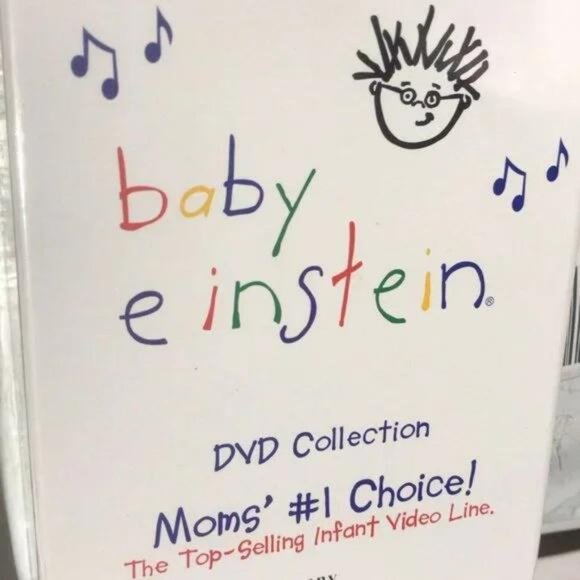 baby
einstein®
DVD Collection
Moms' #1 Choice!
The Top-Selling Infant Video Line.